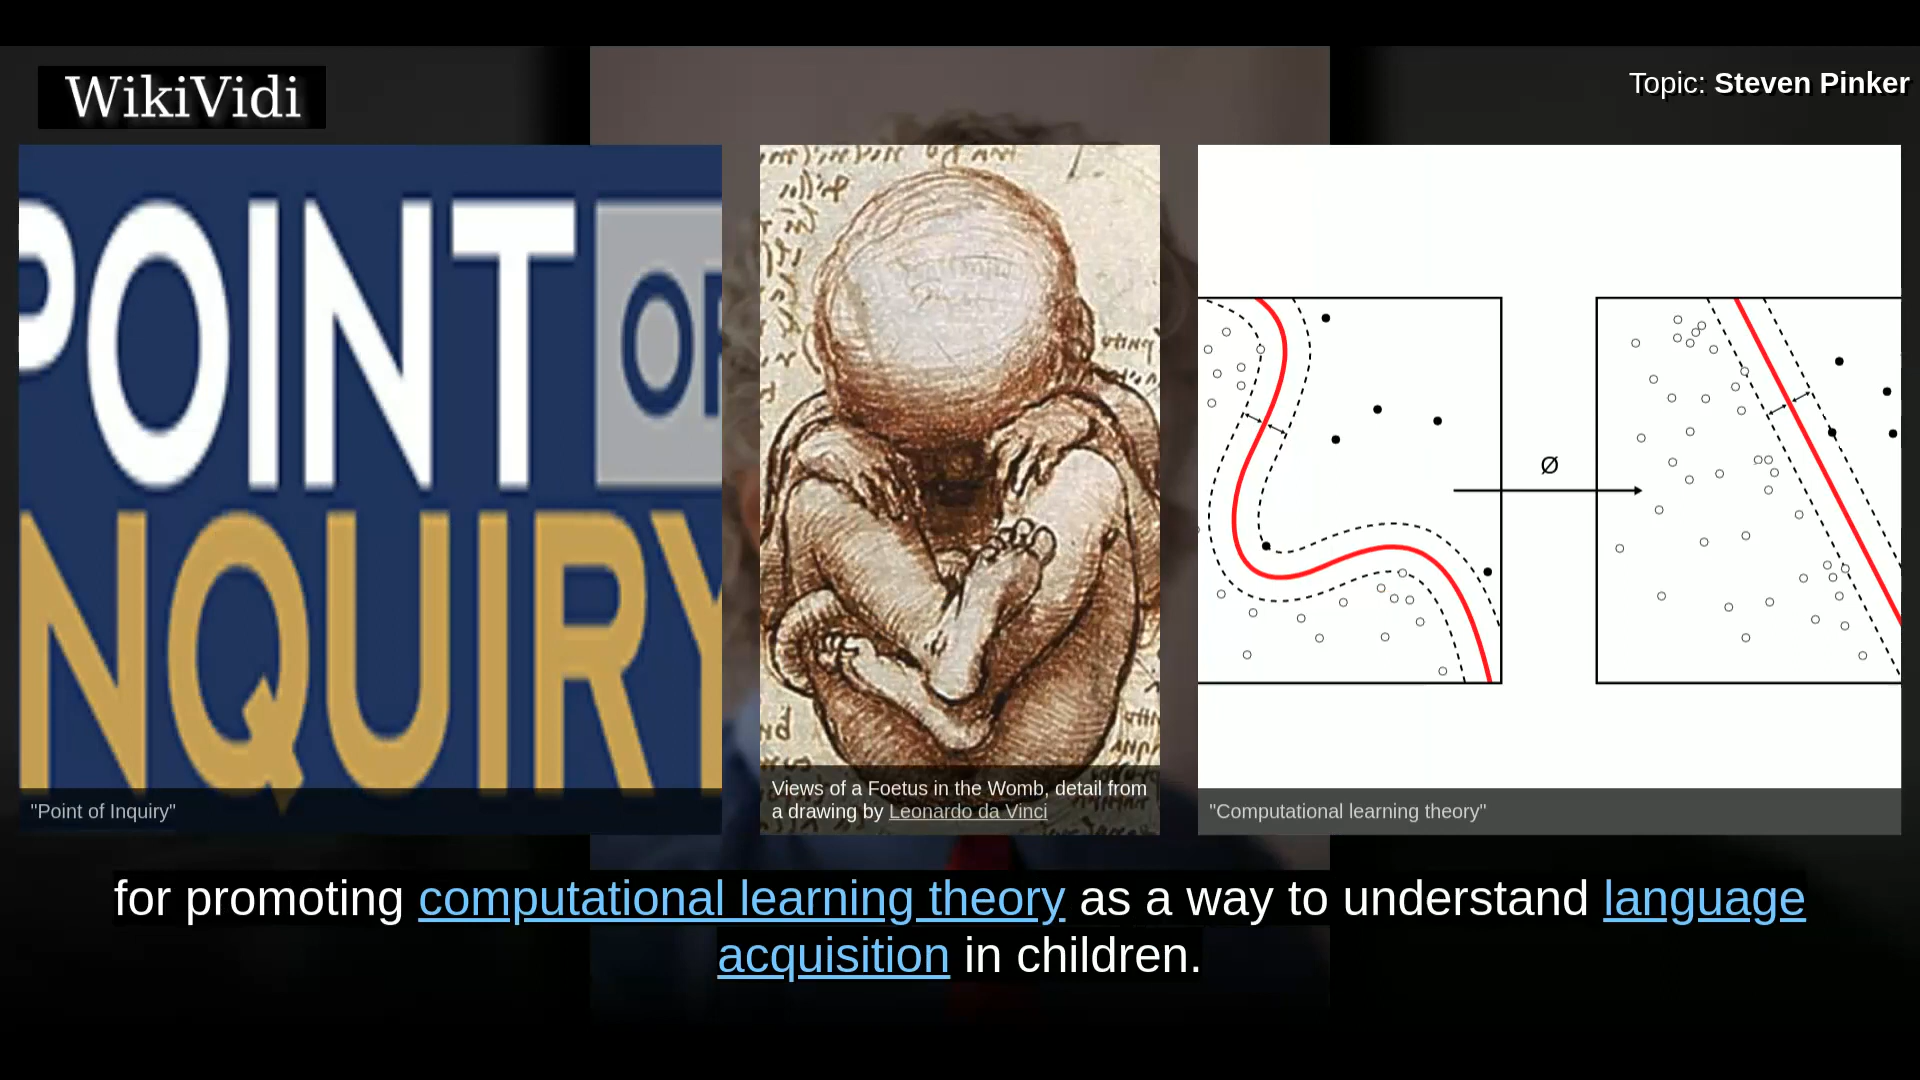 WikiVidi
Topic: Steven Pinker
POINT OF
INQUIRY
"Point of Inquiry"
Views of a Foetus in the Womb, detail from
a drawing by Leonardo da Vinci
Ø
"Computational learning theory"
for promoting computational learning theory as a way to understand language
acquisition in children.